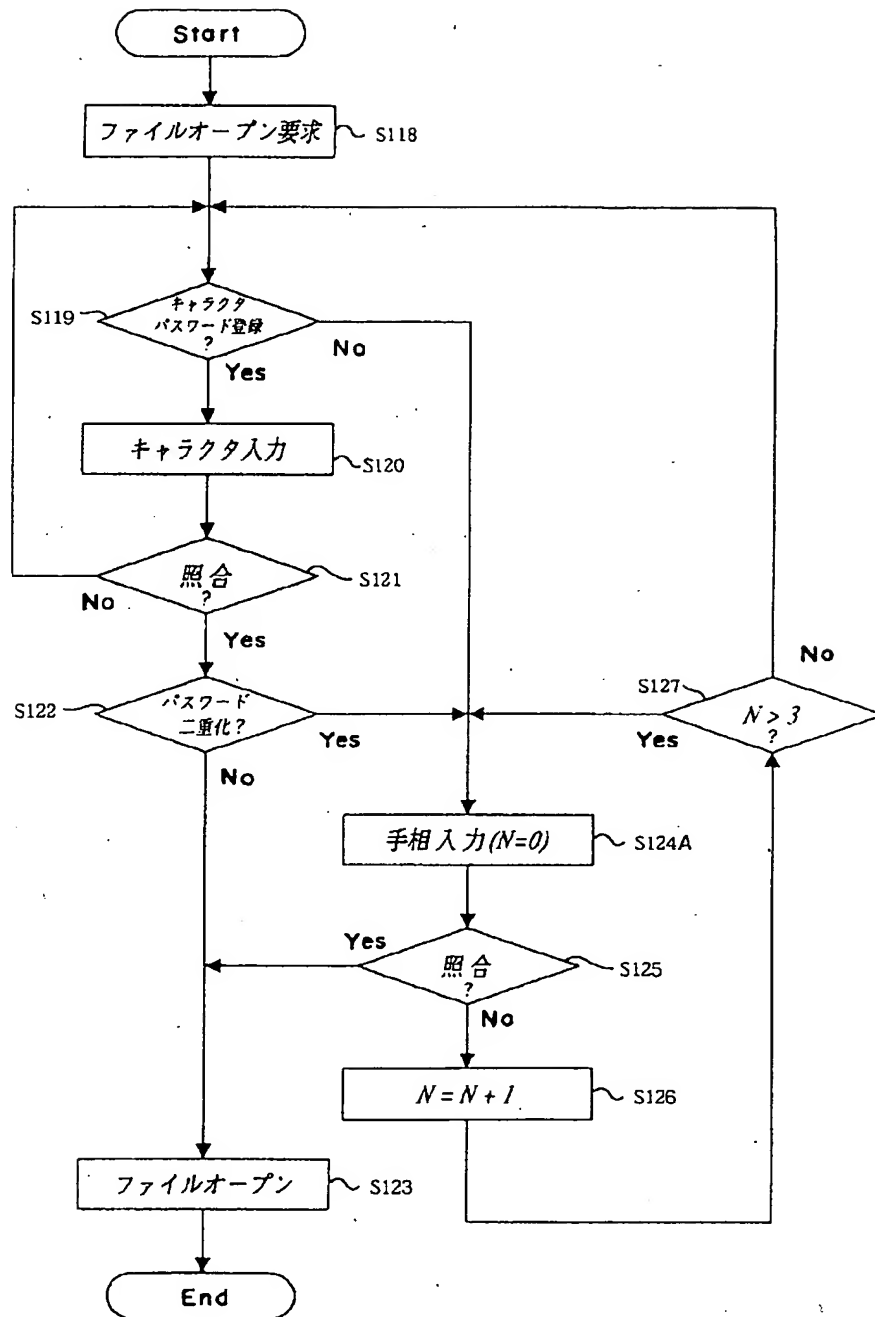 Start
ファイルオープン要求
S118
S119
キャラクタ
パスワード登録
?
No
Yes
キャラクタ入力
S120
照合
?
S121
No
Yes
S122
パスワード
二重化?
Yes
No
S127
N > 3
?
No
Yes
手相入力(N=0)
S124A
Yes
照合
?
S125
No
N = N + 1
S126
ファイルオープン
S123
End